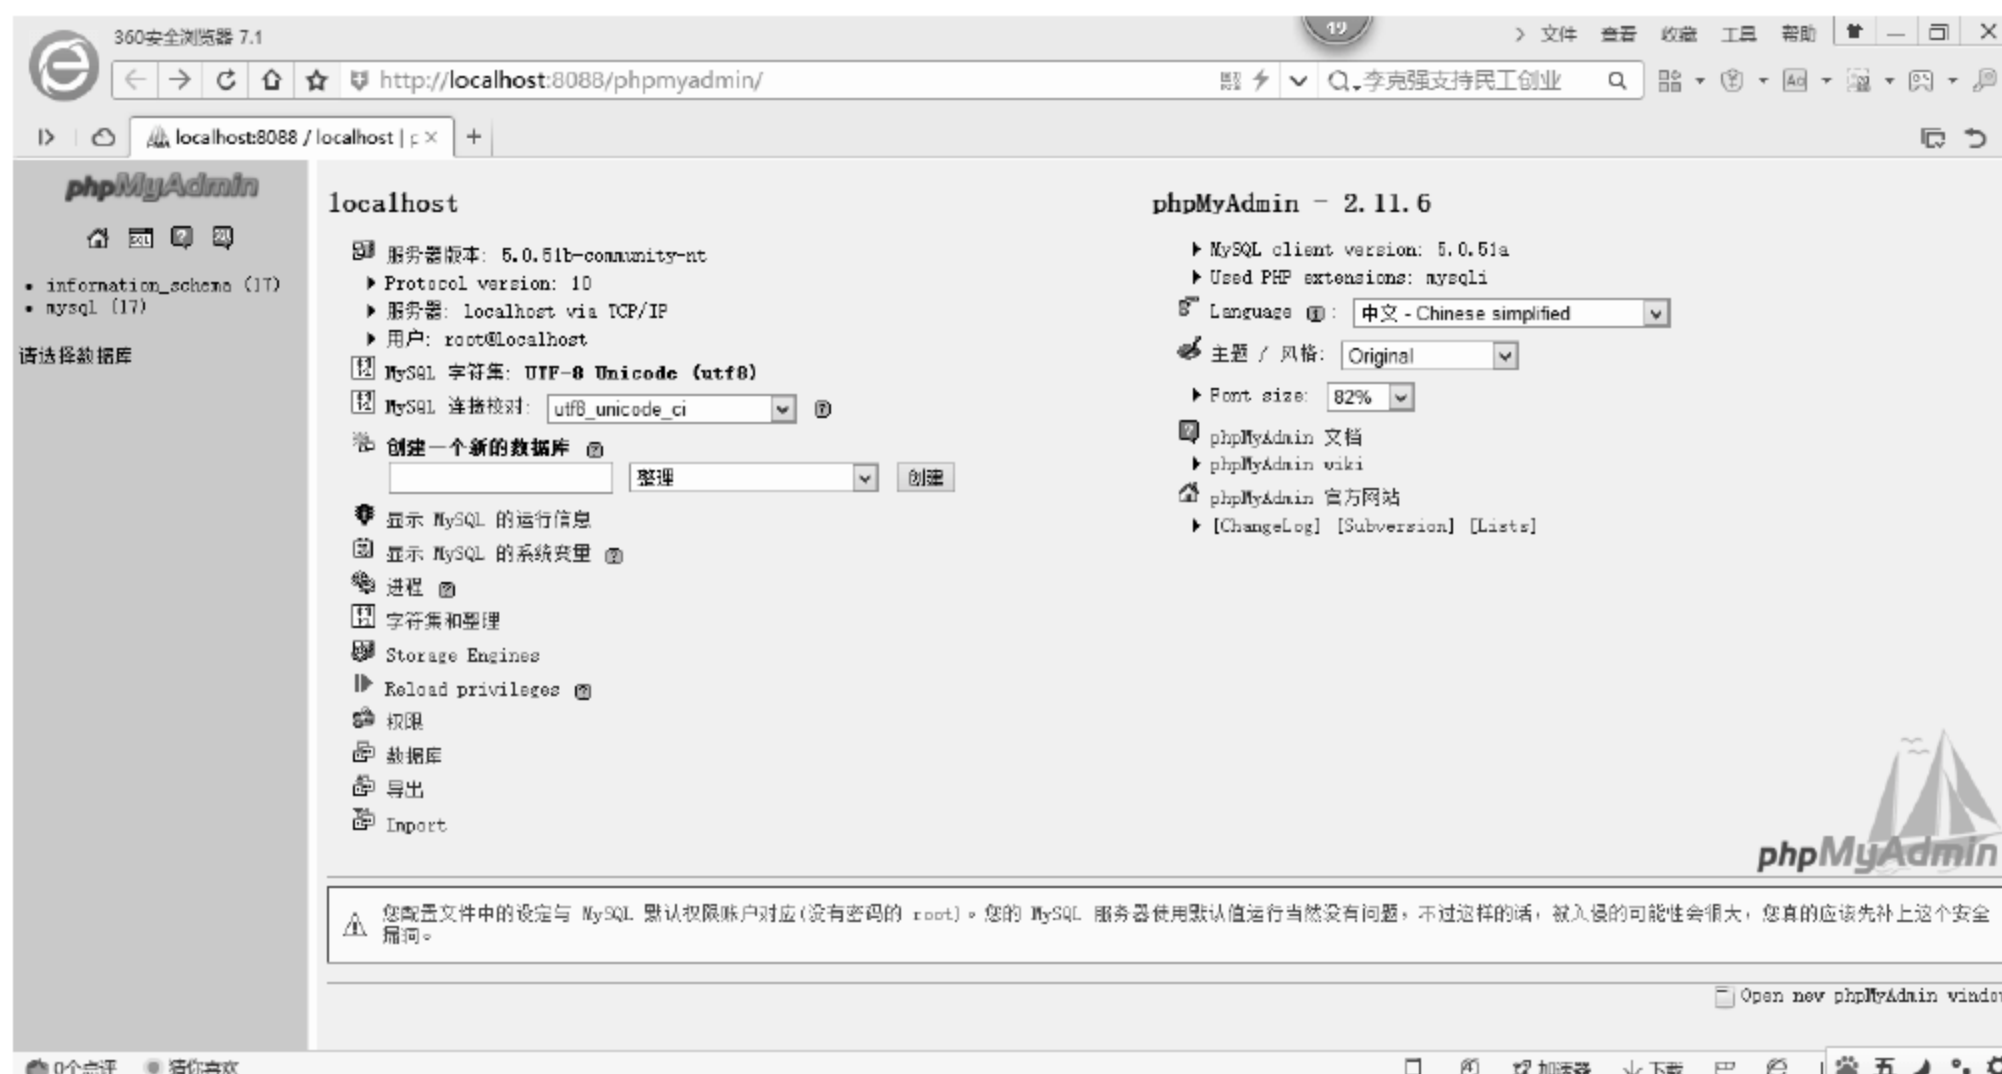 360安全浏览器 7.1
49
文件 查看 收藏 工具 帮助
http://localhost:8088/phpmyadmin/
李克强支持民工创业
localhost:8088 / localhost | p
phpMyAdmin
information_schema (17)
mysql (17)
请选择数据库
localhost
服务器版本: 5.0.51b-community-nt
Protocol version: 10
服务器: localhost via TCP/IP
用户: root@localhost
MySQL 字符集: UTF-8 Unicode (utf8)
MySQL 连接校对: utf8_unicode_ci
创建一个新的数据库
整理 创建
显示 MySQL 的运行信息
显示 MySQL 的系统变量
进程
字符集和整理
Storage Engines
Reload privileges
权限
数据库
导出
Import
phpMyAdmin - 2.11.6
MySQL client version: 5.0.51a
Used PHP extensions: mysqli
Language : 中文 - Chinese simplified
主题 / 风格: Original
Font size: 82%
phpMyAdmin 文档
phpMyAdmin wiki
phpMyAdmin 官方网站
[ChangeLog] [Subversion] [Lists]
phpMyAdmin
您配置文件中的设定与 MySQL 默认权限账户对应(没有密码的 root)。您的 MySQL 服务器使用默认值运行当然没有问题，不过这样的话，被入侵的可能性会很大，您真的应该先补上这个安全
漏洞。
Open new phpMyAdmin window
0个点评 猜你喜欢
加速器 下载
五